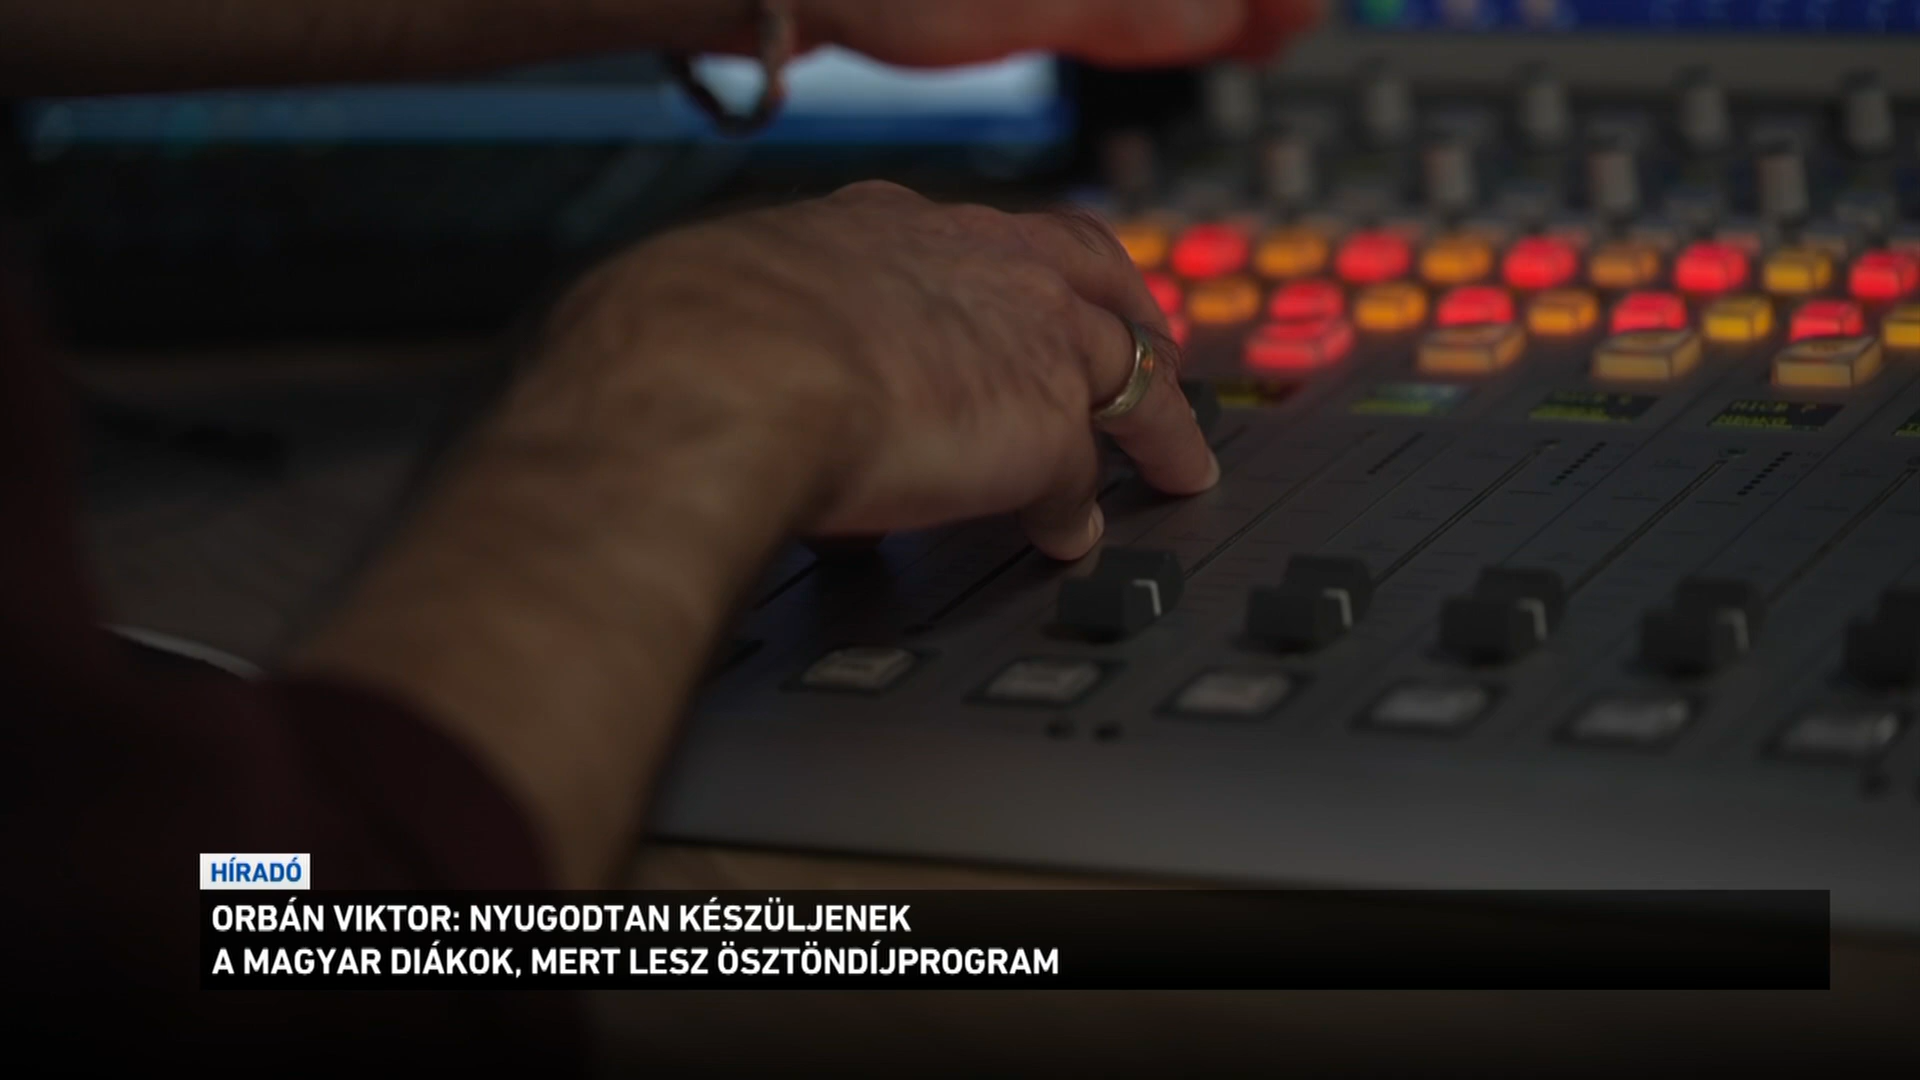 HÍRADÓ
ORBÁN VIKTOR: NYUGODTAN KÉSZÜLJENEK
A MAGYAR DIÁKOK, MERT LESZ ÖSZTÖNDÍJPROGRAM